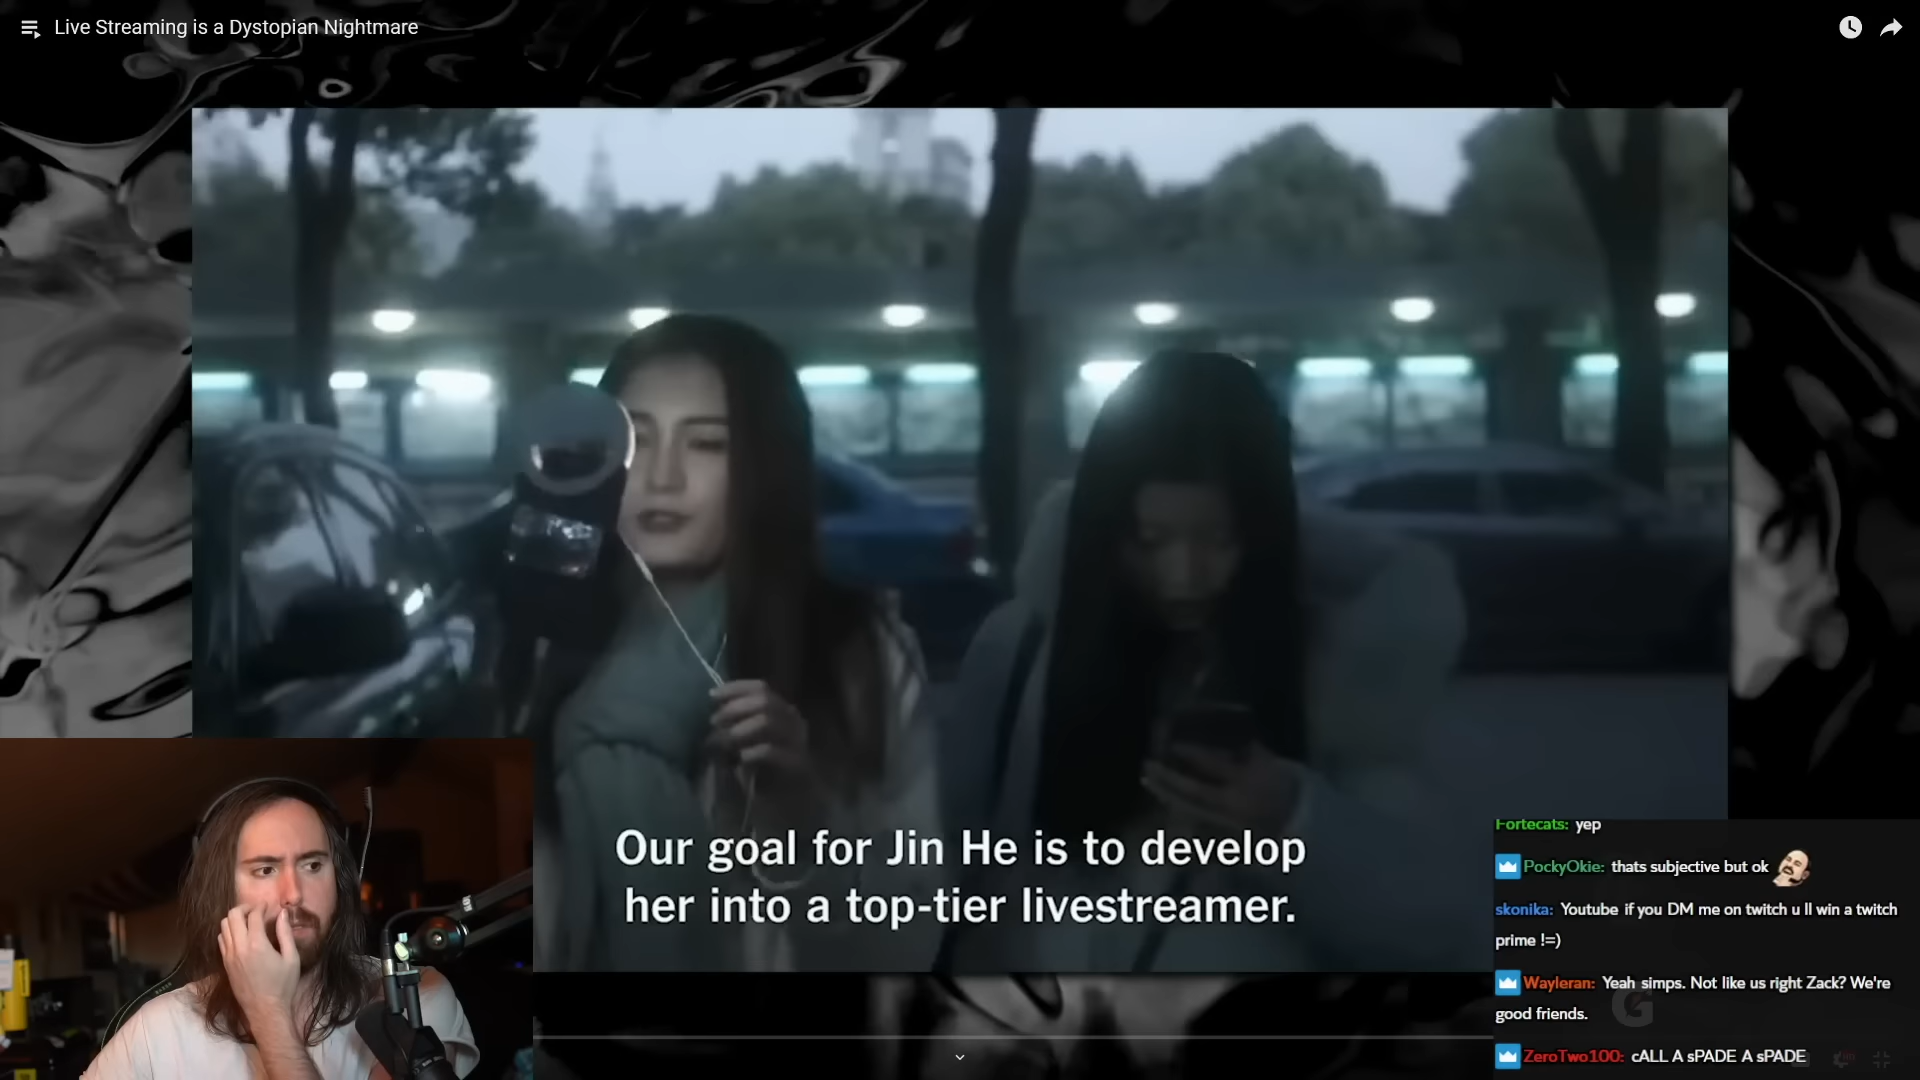 Live Streaming is a Dystopian Nightmare
Our goal for Jin He is to develop
her into a top-tier livestreamer.
Fortecats: yep
PockyOkie: thats subjective but ok
skonika: Youtube if you DM me on twitch u ll win a twitch
prime !=)
Wayleran: Yeah simps. Not like us right Zack? We're
good friends.
ZeroTwo100: cALL A sPADE A sPADE